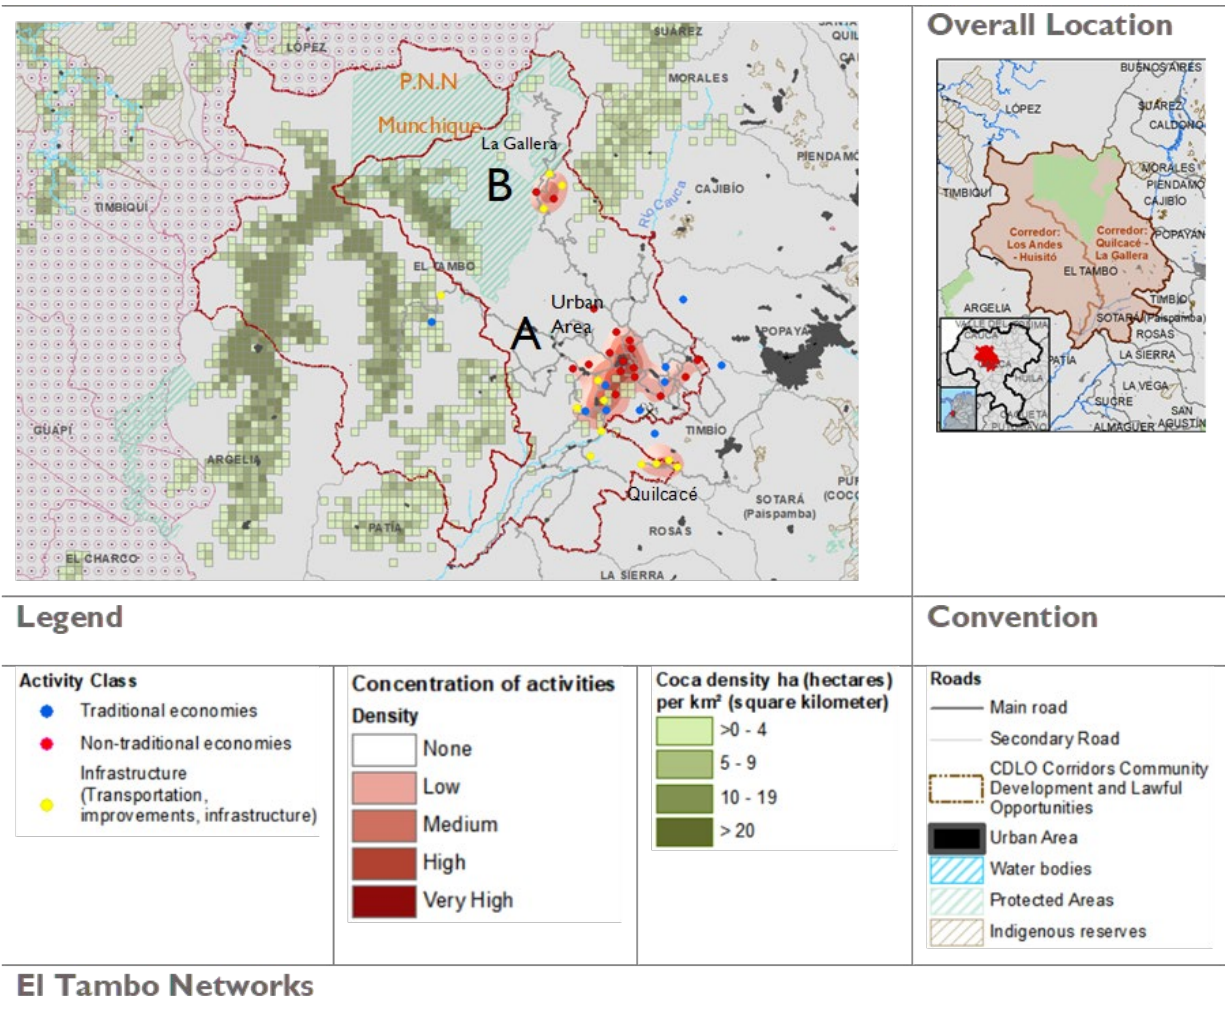 Overall Location
LÓPEZ
SUÁREZ
P.N.N
Munchique
MORALES
La Gallera
B
PIENDAMÓ
CAJIBÍO
Río Cauca
TIMBIQUÍ
EL TAMBO
Urban
Area
A
POPAYÁ
GUAPI
TIMBÍO
ARGELIA
Quilcacé
SOTARÁ
(Paispamba)
PATÍA
ROSAS
EL CHARCO
LA SIERRA
BUENOS AIRES
LÓPEZ
SUÁREZ
CALDONO
MORALES
PIENDAMÓ
CAJIBÍO
TIMBIQUÍ
Corredor:
Los Andes
- Huisitó
Corredor:
Quilcacé -
La Gallera
POPAYÁN
EL TAMBO
TIMBÍO
ARGELIA
SOTARÁ (Paispamba)
ROSAS
CAUCA
HUILA
PATÍA
LA SIERRA
LA VEGA
SUCRE
SAN
AGUSTÍN
ALMAGUER
Legend
Convention
Activity Class
Traditional economies
Non-traditional economies
Infrastructure
(Transportation,
improvements, infrastructure)
Concentration of activities
Density
None
Low
Medium
High
Very High
Coca density ha (hectares)
per km² (square kilometer)
>0 - 4
5 - 9
10 - 19
> 20
Roads
Main road
Secondary Road
CDLO Corridors Community
Development and Lawful
Opportunities
Urban Area
Water bodies
Protected Areas
Indigenous reserves
El Tambo Networks